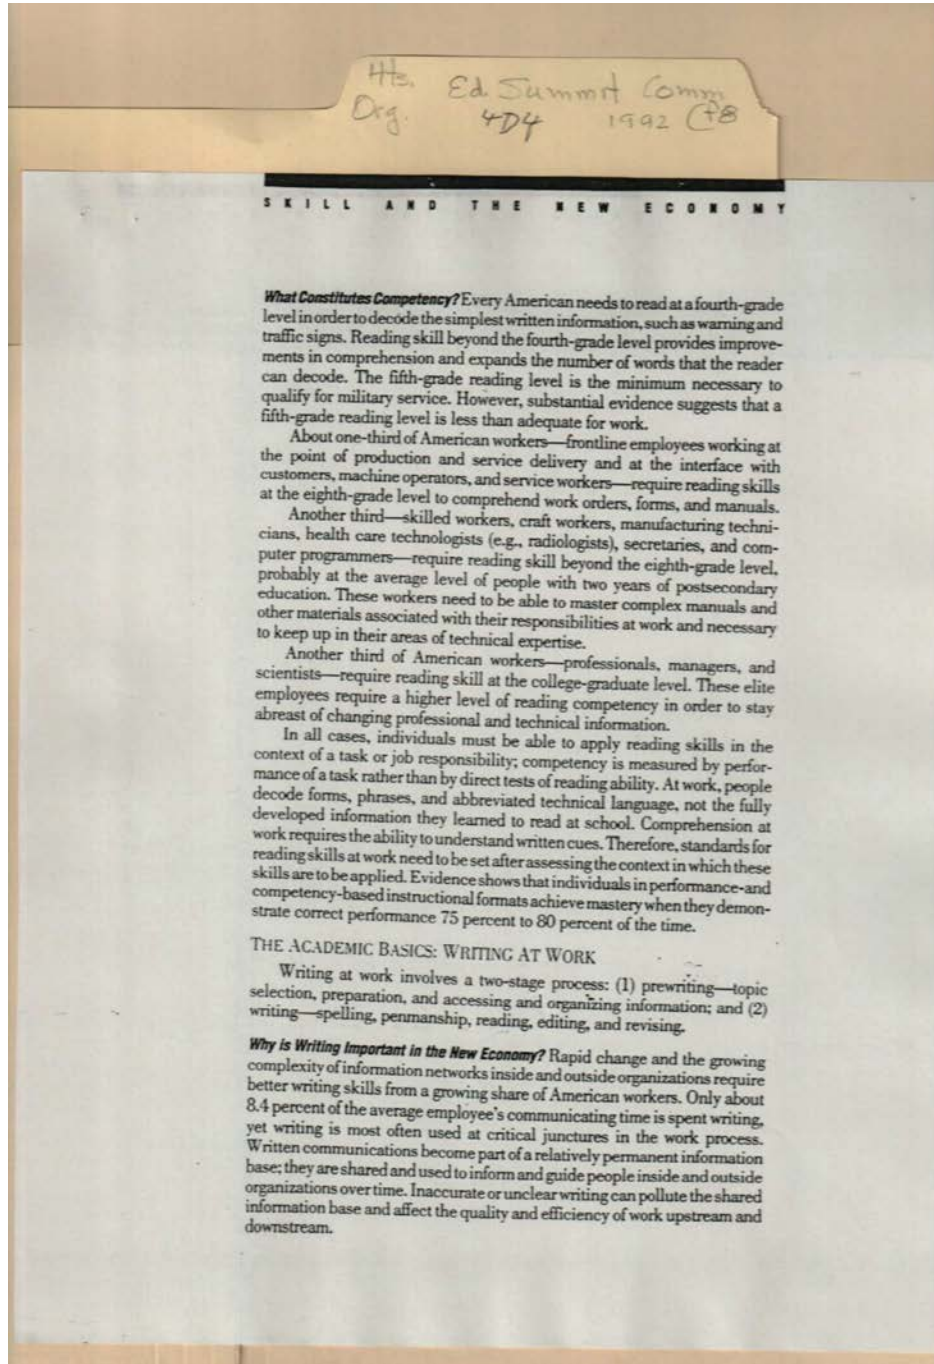 Hts. Ed. Summit Comm
Org. 4D4 1992
SKILL AND THE NEW ECONOMY
What Constitutes Competency? Every American needs to read at a fourth-grade
level in order to decode the simplest written information, such as warning and
traffic signs. Reading skill beyond the fourth-grade level provides improve-
ments in comprehension and expands the number of words that the reader
can decode. The fifth-grade reading level is the minimum necessary to
qualify for military service. However, substantial evidence suggests that a
fifth-grade reading level is less than adequate for work.
About one-third of American workers—frontline employees working at
the point of production and service delivery and at the interface with
customers, machine operators, and service workers—require reading skills
at the eighth-grade level to comprehend work orders, forms, and manuals.
Another third—skilled workers, craft workers, manufacturing techni-
cians, health care technologists (e.g., radiologists), secretaries, and com-
puter programmers—require reading skill beyond the eighth-grade level,
probably at the average level of people with two years of postsecondary
education. These workers need to be able to master complex manuals and
other materials associated with their responsibilities at work and necessary
to keep up in their areas of technical expertise.
Another third of American workers—professionals, managers, and
scientists—require reading skill at the college-graduate level. These elite
employees require a higher level of reading competency in order to stay
abreast of changing professional and technical information.
In all cases, individuals must be able to apply reading skills in the
context of a task or job responsibility; competency is measured by perfor-
mance of a task rather than by direct tests of reading ability. At work, people
decode forms, phrases, and abbreviated technical language, not the fully
developed information they learned to read at school. Comprehension at
work requires the ability to understand written cues. Therefore, standards for
reading skills at work need to be set after assessing the context in which these
skills are to be applied. Evidence shows that individuals in performance-and
competency-based instructional formats achieve mastery when they demon-
strate correct performance 75 percent to 80 percent of the time.
THE ACADEMIC BASICS: WRITING AT WORK
Writing at work involves a two-stage process: (1) prewriting—topic
selection, preparation, and accessing and organizing information; and (2)
writing—spelling, penmanship, reading, editing, and revising.
Why is Writing Important in the New Economy? Rapid change and the growing
complexity of information networks inside and outside organizations require
better writing skills from a growing share of American workers. Only about
8.4 percent of the average employee's communicating time is spent writing,
yet writing is most often used at critical junctures in the work process.
Written communications become part of a relatively permanent information
base; they are shared and used to inform and guide people inside and outside
organizations over time. Inaccurate or unclear writing can pollute the shared
information base and affect the quality and efficiency of work upstream and
downstream.